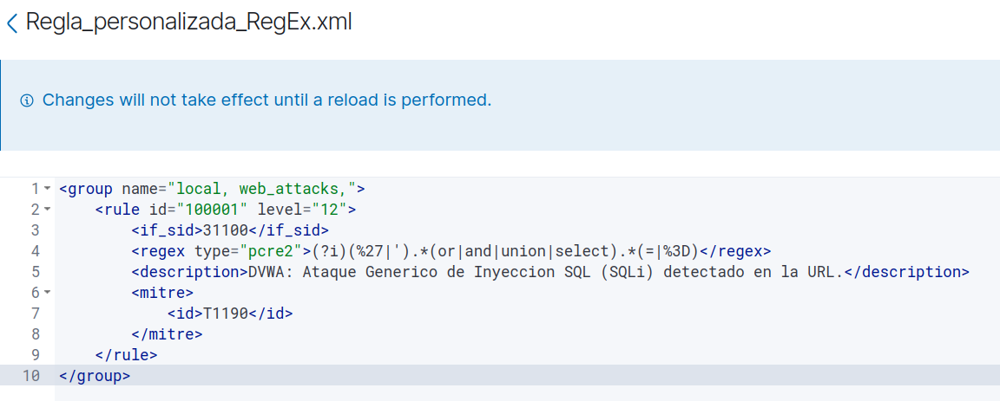 Regla_personalizada_RegEx.xml
Changes will not take effect until a reload is performed.
1 <group name="local, web_attacks,">
2     <rule id="100001" level="12">
3         <if_sid>31100</if_sid>
4         <regex type="pcre2">(?i)(%27|').*(or|and|union|select).*(=|%3D)</regex>
5         <description>DVWA: Ataque Generico de Inyeccion SQL (SQLi) detectado en la URL.</description>
6         <mitre>
7             <id>T1190</id>
8         </mitre>
9     </rule>
10 </group>